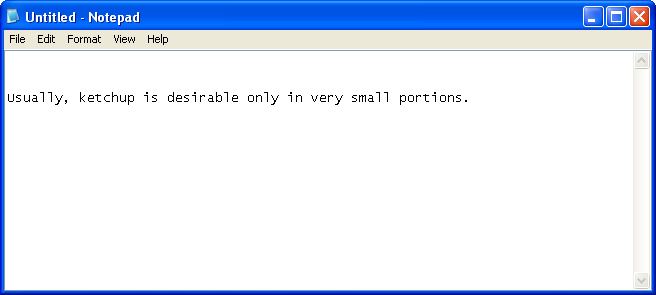 Untitled - Notepad
File Edit Format View Help
Usually, ketchup is desirable only in very small portions.